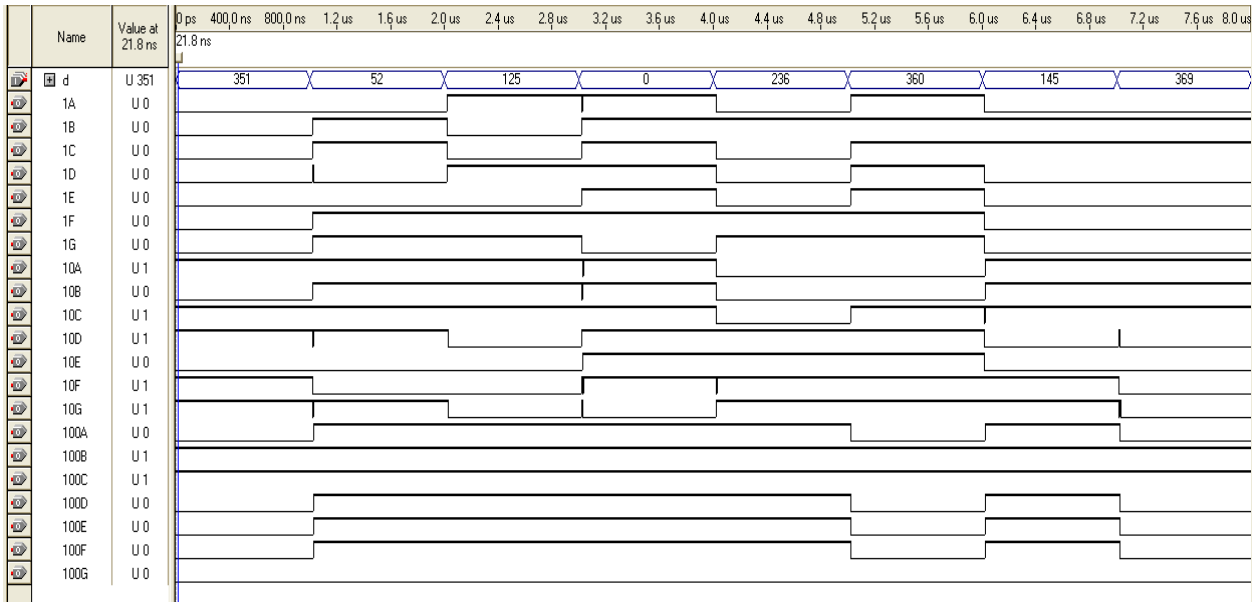 Name Value at 21.8 ns 0 ps 400.0 ns 800.0 ns 1.2 us 1.6 us 2.0 us 2.4 us 2.8 us 3.2 us 3.6 us 4.0 us 4.4 us 4.8 us 5.2 us 5.6 us 6.0 us 6.4 us 6.8 us 7.2 us 7.6 us 8.0 us
21.8 ns
d U 351 351 52 125 0 236 360 145 369
1A U 0
1B U 0
1C U 0
1D U 0
1E U 0
1F U 0
1G U 0
10A U 1
10B U 0
10C U 1
10D U 1
10E U 0
10F U 1
10G U 1
100A U 0
100B U 1
100C U 1
100D U 0
100E U 0
100F U 0
100G U 0